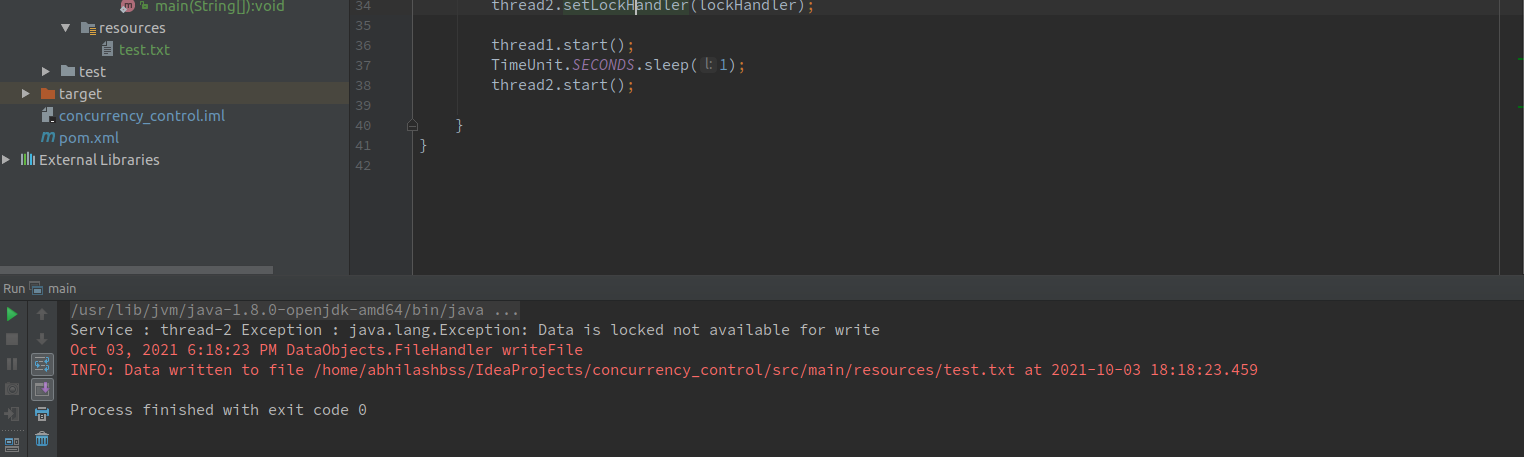 main(String[]):void
resources
test.txt
test
target
concurrency_control.iml
pom.xml
External Libraries
34 thread2.setLockHandler(lockHandler);
35
36 thread1.start();
37 TimeUnit.SECONDS.sleep( l: 1);
38 thread2.start();
39
40 }
41 }
42
Run main
/usr/lib/jvm/java-1.8.0-openjdk-amd64/bin/java ...
Service : thread-2 Exception : java.lang.Exception: Data is locked not available for write
Oct 03, 2021 6:18:23 PM DataObjects.FileHandler writeFile
INFO: Data written to file /home/abhilashbss/IdeaProjects/concurrency_control/src/main/resources/test.txt at 2021-10-03 18:18:23.459
Process finished with exit code 0